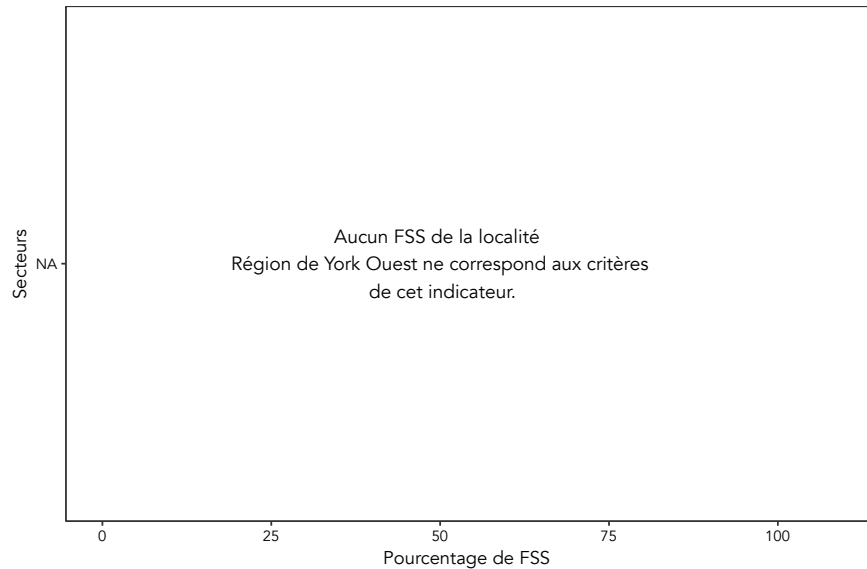 Secteurs
NA
Aucun FSS de la localité
Région de York Ouest ne correspond aux critères
de cet indicateur.
0 25 50 75 100
Pourcentage de FSS